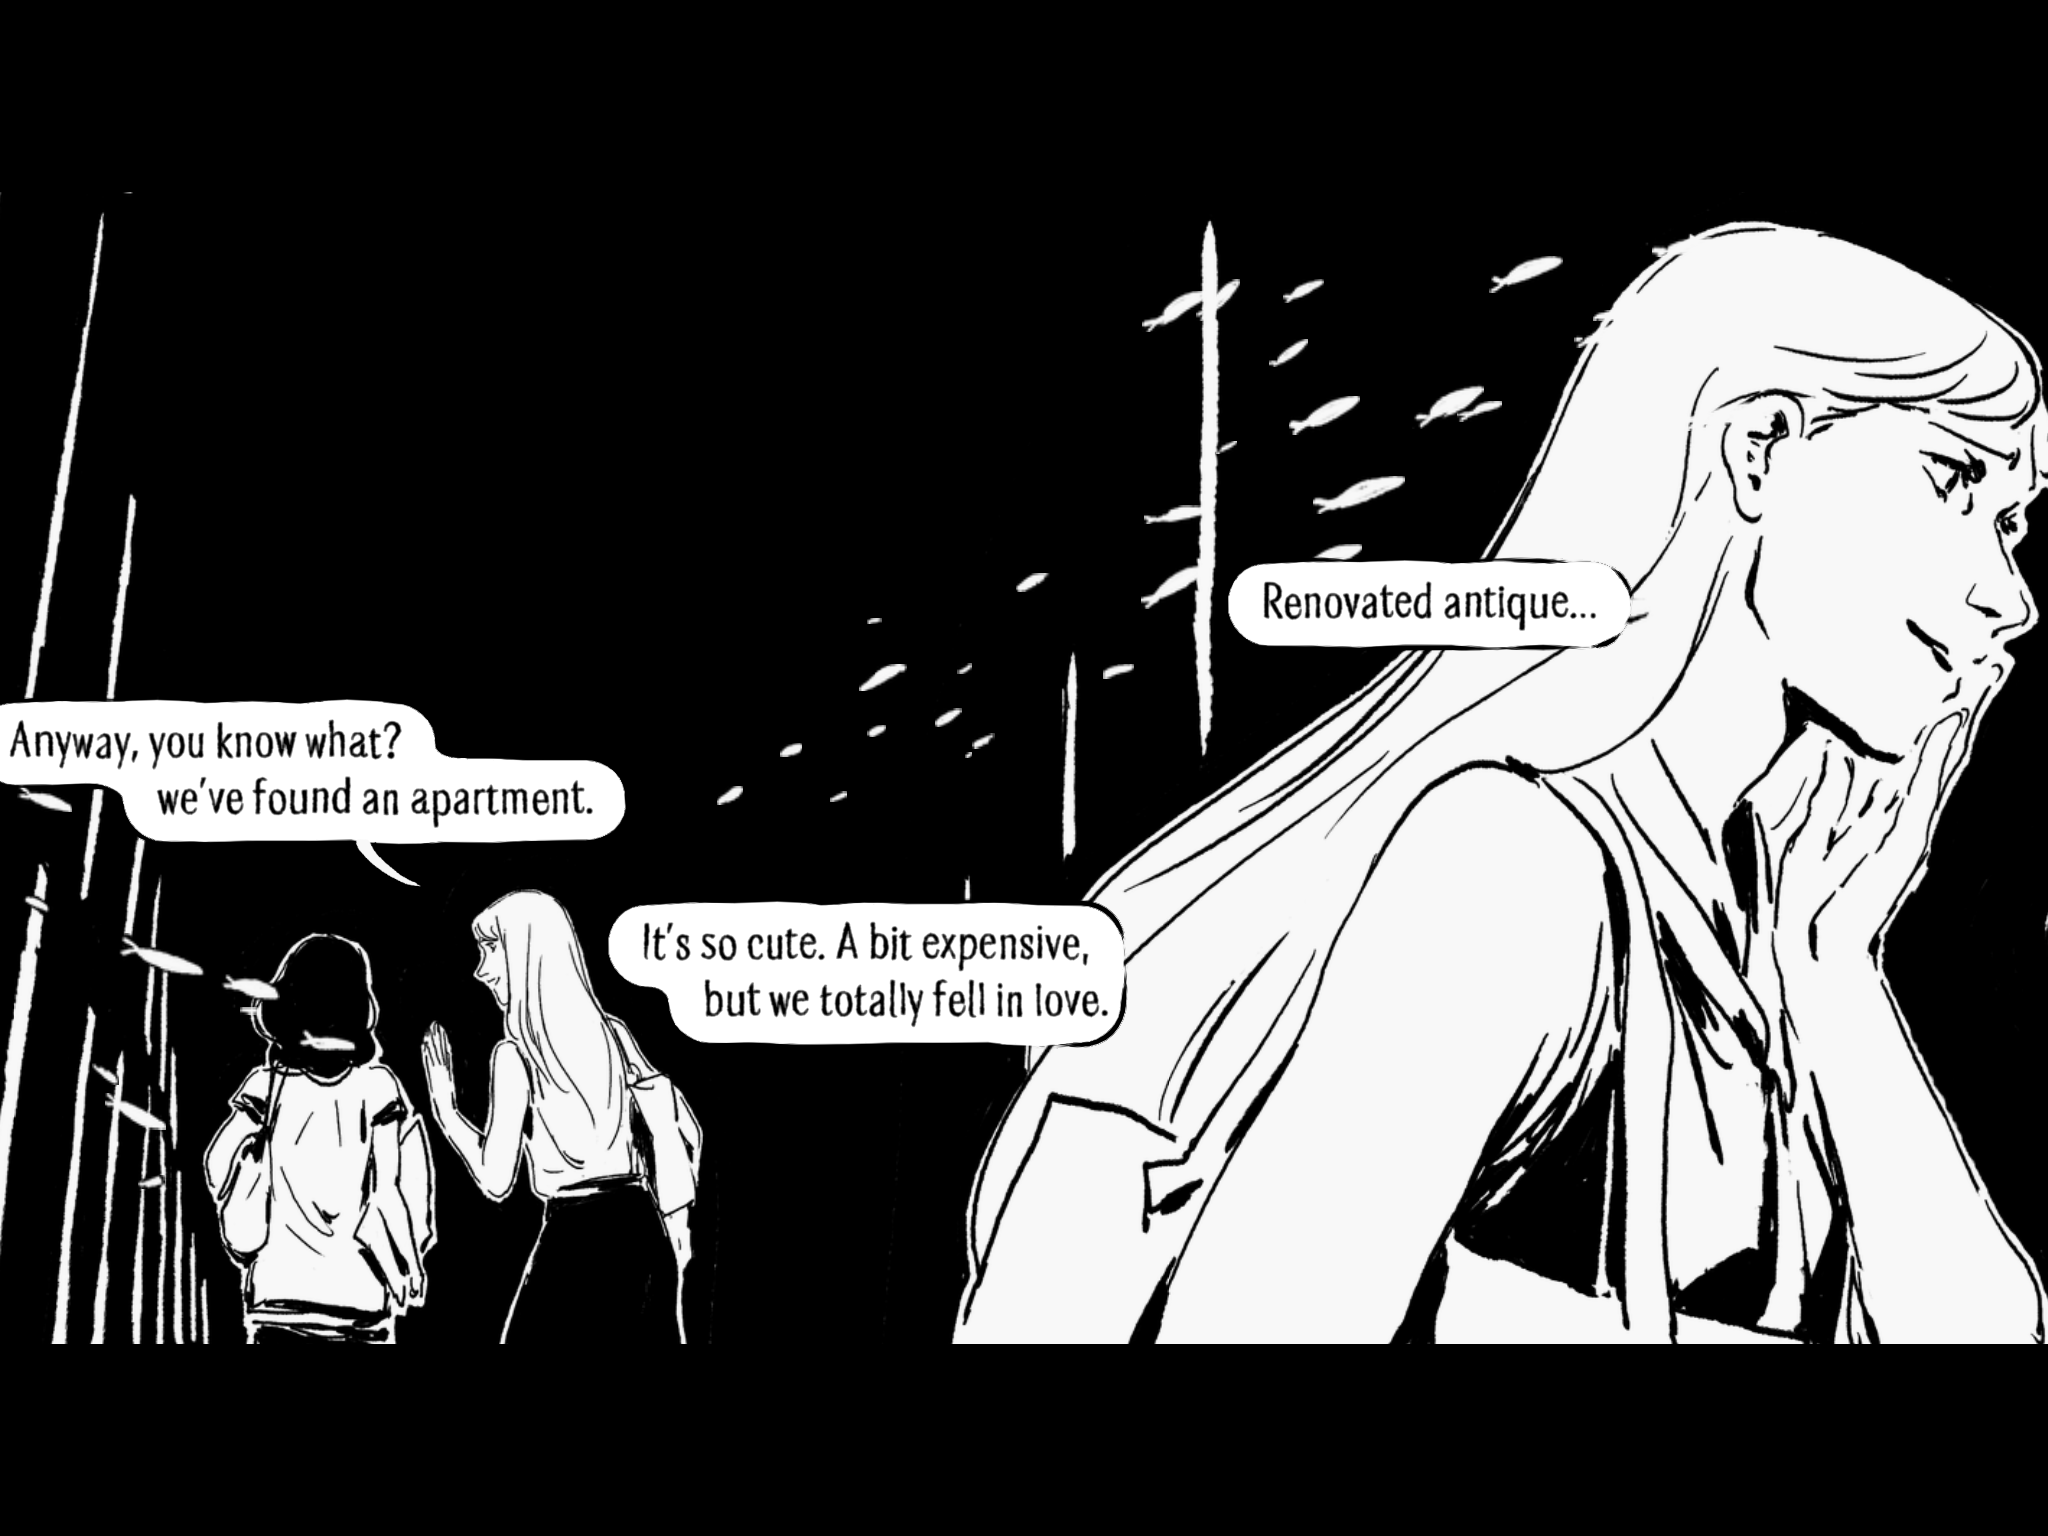 Anyway, you know what?
we've found an apartment.
It's so cute. A bit expensive,
but we totally fell in love.
Renovated antique...